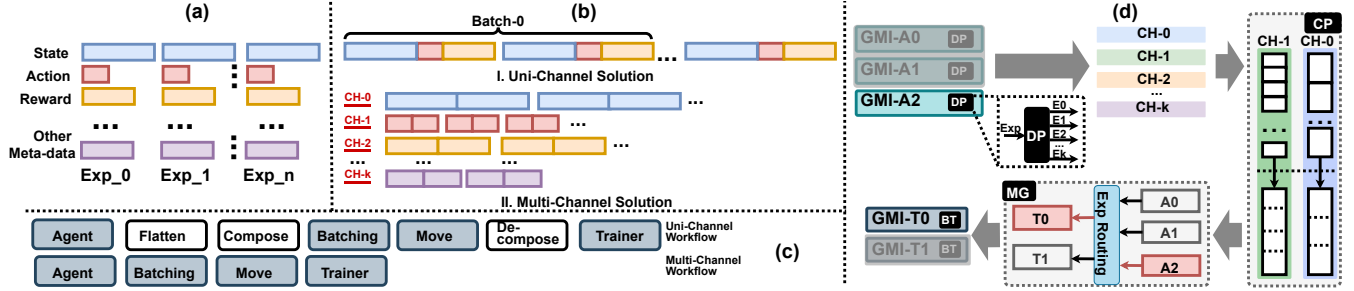 (a)
State
Action
Reward
...
Other
Meta-data
Exp_0
Exp_1
Exp_n
(b)
Batch-0
...
I. Uni-Channel Solution
CH-0
...
CH-1
...
CH-2
...
...
...
...
CH-k
II. Multi-Channel Solution
Agent
Flatten
Compose
Batching
Move
De-
compose
Trainer
Uni-Channel
Workflow
Agent
Batching
Move
Trainer
Multi-Channel
Workflow
(c)
(d)
GMI-A0
DP
GMI-A1
DP
GMI-A2
DP
Exp
DP
E0
E1
E2
...
Ek
CH-0
CH-1
CH-2
...
CH-k
CP
CH-1
CH-0
MG
T0
T1
Exp Routing
A0
A1
A2
GMI-T0
BT
GMI-T1
BT